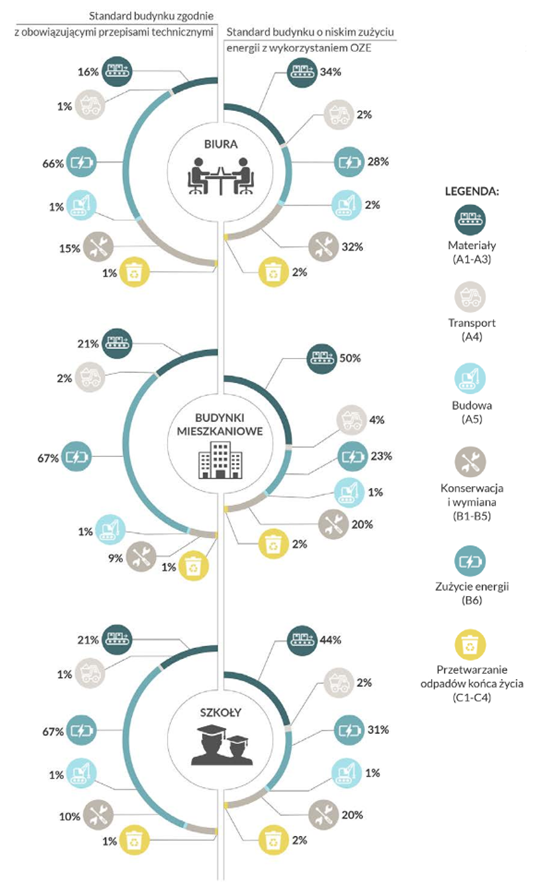 Standard budynku zgodnie
z obowiązującymi przepisami technicznymi
Standard budynku o niskim zużyciu
energii z wykorzystaniem OZE
16%
1%
66%
1%
15%
1%
BIURA
34%
2%
28%
2%
32%
2%
21%
2%
67%
1%
9%
1%
BUDYNKI
MIESZKANIOWE
50%
4%
23%
1%
20%
2%
21%
1%
67%
1%
10%
1%
SZKOŁY
44%
2%
31%
1%
20%
2%
LEGENDA:
Materiały
(A1-A3)
Transport
(A4)
Budowa
(A5)
Konserwacja
i wymiana
(B1-B5)
Zużycie energii
(B6)
Przetwarzanie
odpadów końca życia
(C1-C4)